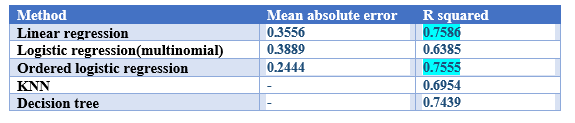 Method Mean absolute error R squared
Linear regression 0.3556 0.7586
Logistic regression(multinomial) 0.3889 0.6385
Ordered logistic regression 0.2444 0.7555
KNN - 0.6954
Decision tree - 0.7439